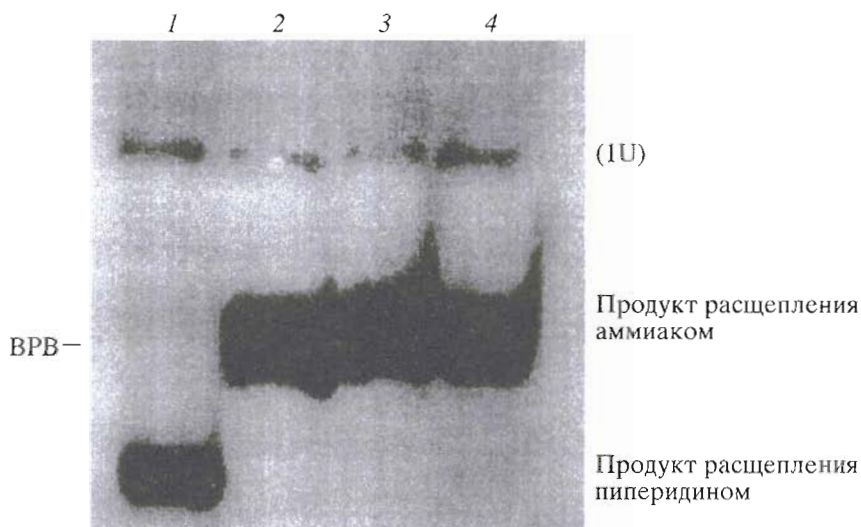 1 2 3 4
(1U)
Продукт расщепления
аммиаком
BPB
Продукт расщепления
пиперидином